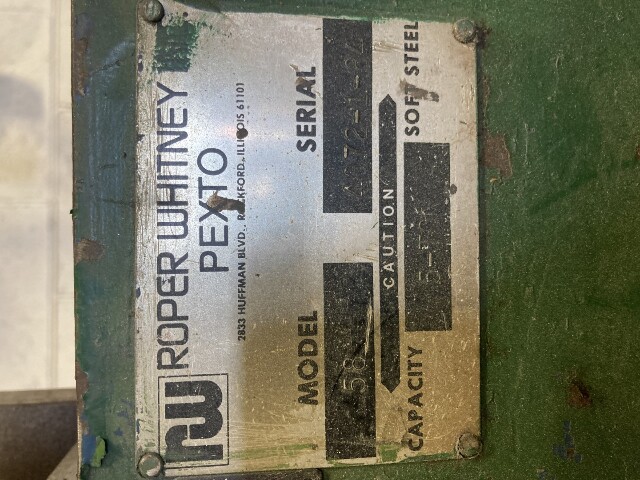 ROPER WHITNEY
PEXTO
2833 HUFFMAN BLVD., ROCKFORD, ILLINOIS 61101
MODEL SERIAL
CAUTION
CAPACITY SOFT STEEL